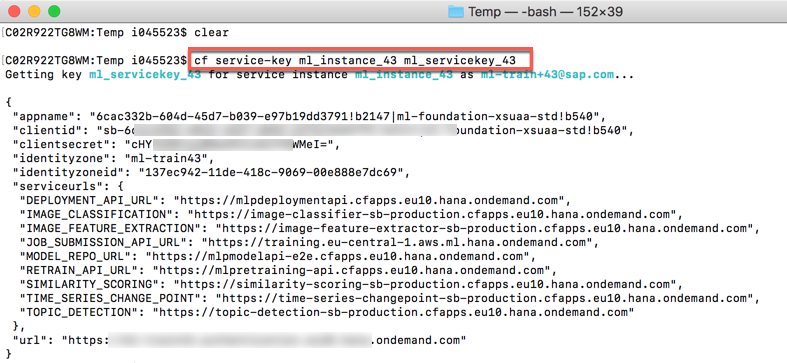 Temp — -bash — 152×39
[C02R922TG8WM:Temp i045523$ clear
[C02R922TG8WM:Temp i045523$ cf service-key ml_instance_43 ml_servicekey_43
Getting key ml_servicekey_43 for service instance ml_instance_43 as ml-train+43@sap.com...
{
"appname": "6cac332b-604d-45d7-b039-e97b19dd3791!b2147|ml-foundation-xsuaa-std!b540",
"clientid": "sb-6 oundation-xsuaa-std!b540",
"clientsecret": "cHY WMeI=",
"identityzone": "ml-train43",
"identityzoneid": "137ec942-11de-418c-9069-00e888e7dc69",
"serviceurls": {
"DEPLOYMENT_API_URL": "https://mlpdeploymentapi.cfapps.eu10.hana.ondemand.com",
"IMAGE_CLASSIFICATION": "https://image-classifier-sb-production.cfapps.eu10.hana.ondemand.com",
"IMAGE_FEATURE_EXTRACTION": "https://image-feature-extractor-sb-production.cfapps.eu10.hana.ondemand.com",
"JOB_SUBMISSION_API_URL": "https://training.eu-central-1.aws.ml.hana.ondemand.com",
"MODEL_REPO_URL": "https://mlpmodelapi-e2e.cfapps.eu10.hana.ondemand.com",
"RETRAIN_API_URL": "https://mlpretraining-api.cfapps.eu10.hana.ondemand.com",
"SIMILARITY_SCORING": "https://similarity-scoring-sb-production.cfapps.eu10.hana.ondemand.com",
"TIME_SERIES_CHANGE_POINT": "https://time-series-changepoint-sb-production.cfapps.eu10.hana.ondemand.com",
"TOPIC_DETECTION": "https://topic-detection-sb-production.cfapps.eu10.hana.ondemand.com"
},
"url": "https: .ondemand.com"
}